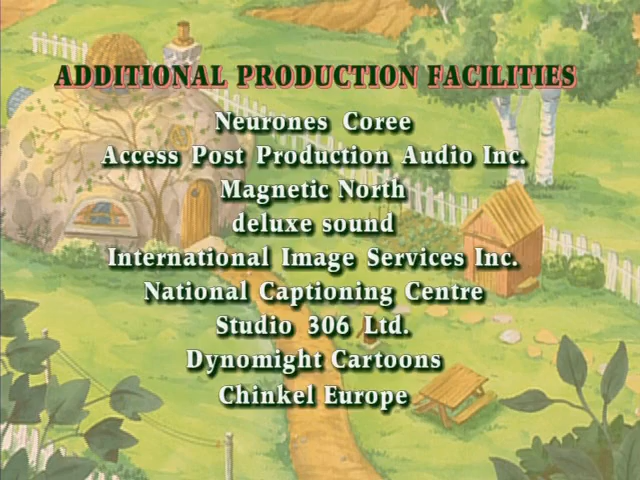 ADDITIONAL PRODUCTION FACILITIES
Neurones Coree
Access Post Production Audio Inc.
Magnetic North
deluxe sound
International Image Services Inc.
National Captioning Centre
Studio 306 Ltd.
Dynomight Cartoons
Chinkel Europe